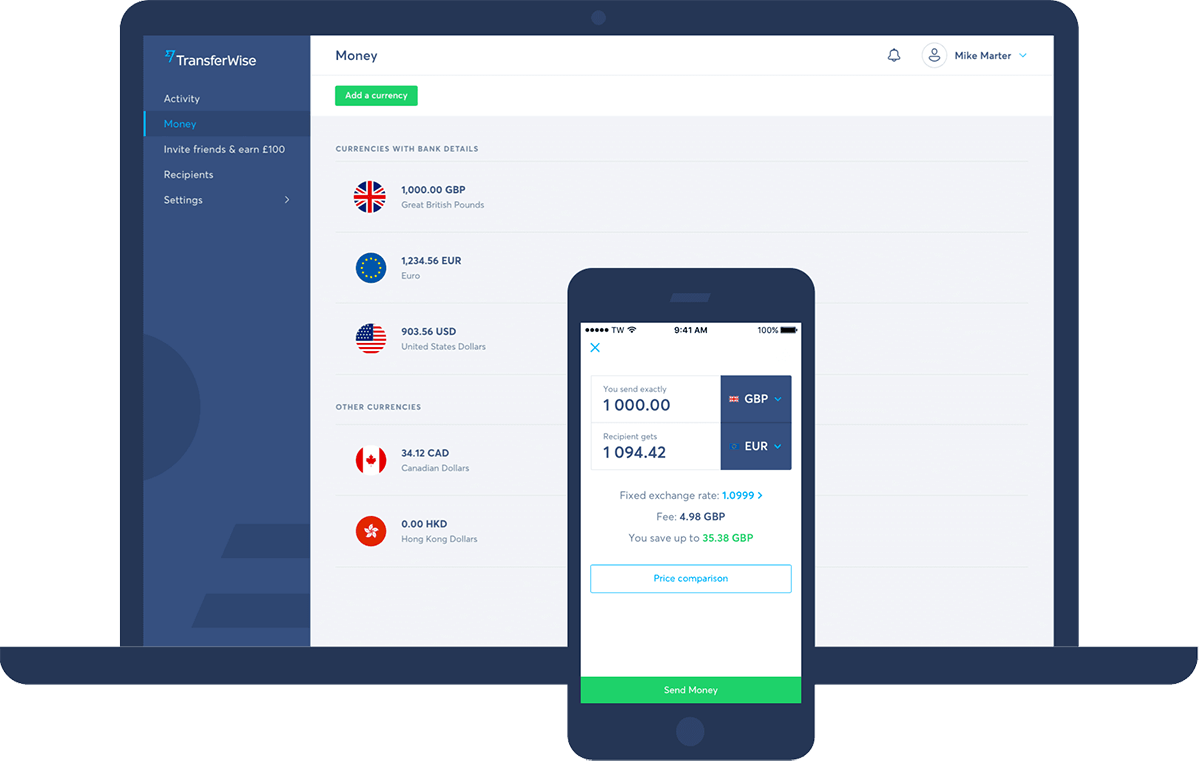 TransferWise
Activity
Money
Invite friends & earn £100
Recipients
Settings
Money
Mike Marter
Add a currency
CURRENCIES WITH BANK DETAILS
1,000.00 GBP
Great British Pounds
1,234.56 EUR
Euro
903.56 USD
United States Dollars
OTHER CURRENCIES
34.12 CAD
Canadian Dollars
0.00 HKD
Hong Kong Dollars
TW 9:41 AM 100%
You send exactly
1 000.00 GBP
Recipient gets
1 094.42 EUR
Fixed exchange rate: 1.0999
Fee: 4.98 GBP
You save up to 35.38 GBP
Price comparison
Send Money